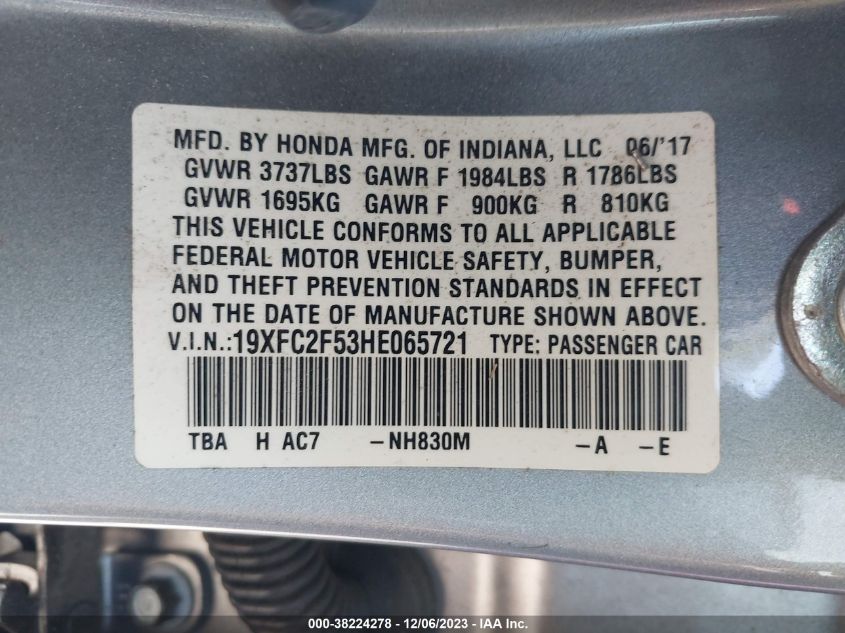 MFD. BY HONDA MFG. OF INDIANA, LLC 06/'17
GVWR 3737LBS GAWR F 1984LBS R 1786LBS
GVWR 1695KG GAWR F 900KG R 810KG
THIS VEHICLE CONFORMS TO ALL APPLICABLE
FEDERAL MOTOR VEHICLE SAFETY, BUMPER,
AND THEFT PREVENTION STANDARDS IN EFFECT
ON THE DATE OF MANUFACTURE SHOWN ABOVE.
V.I.N.:19XFC2F53HE065721 TYPE: PASSENGER CAR
TBA H AC7 -NH830M -A -E
000-38224278 - 12/06/2023 - IAA Inc.